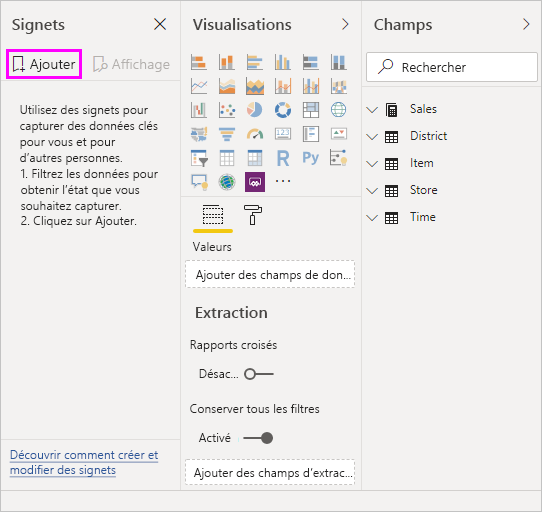 Signets
Ajouter
Affichage
Utilisez des signets pour
capturer des données clés
pour vous et pour
d'autres personnes.
1. Filtrez les données pour
obtenir l'état que vous
souhaitez capturer.
2. Cliquez sur Ajouter.
Découvrir comment créer et
modifier des signets
Visualisations
123
R
Py
...
Valeurs
Ajouter des champs de don...
Extraction
Rapports croisés
Désac...
Conserver tous les filtres
Activé
Ajouter des champs d'extrac...
Champs
Rechercher
Sales
District
Item
Store
Time